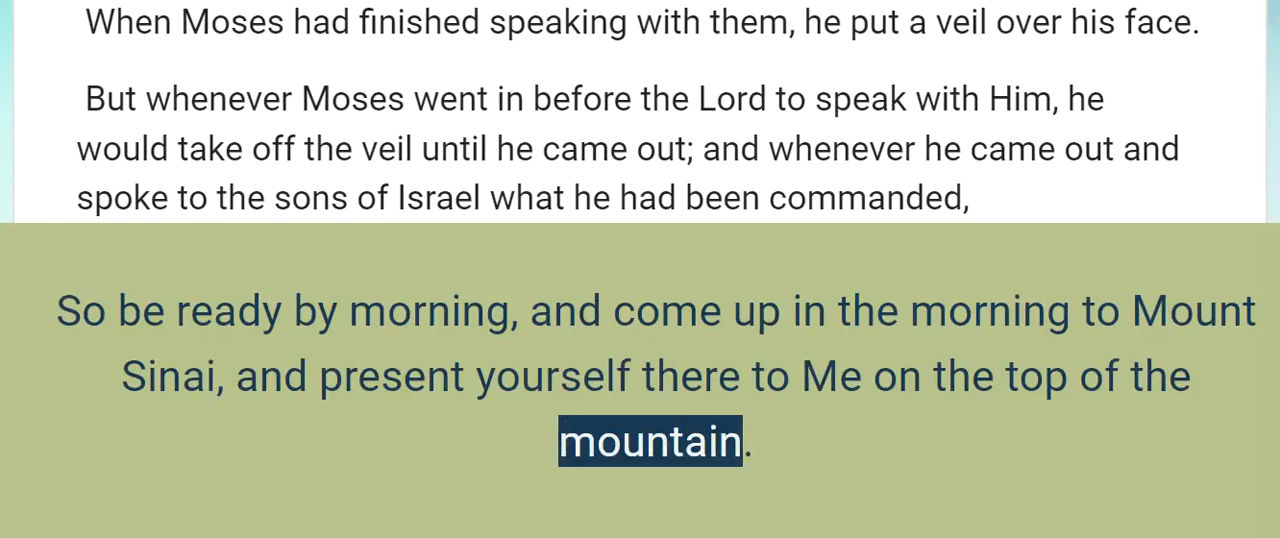 When Moses had finished speaking with them, he put a veil over his face.
But whenever Moses went in before the Lord to speak with Him, he
would take off the veil until he came out; and whenever he came out and
spoke to the sons of Israel what he had been commanded,
So be ready by morning, and come up in the morning to Mount
Sinai, and present yourself there to Me on the top of the
mountain.